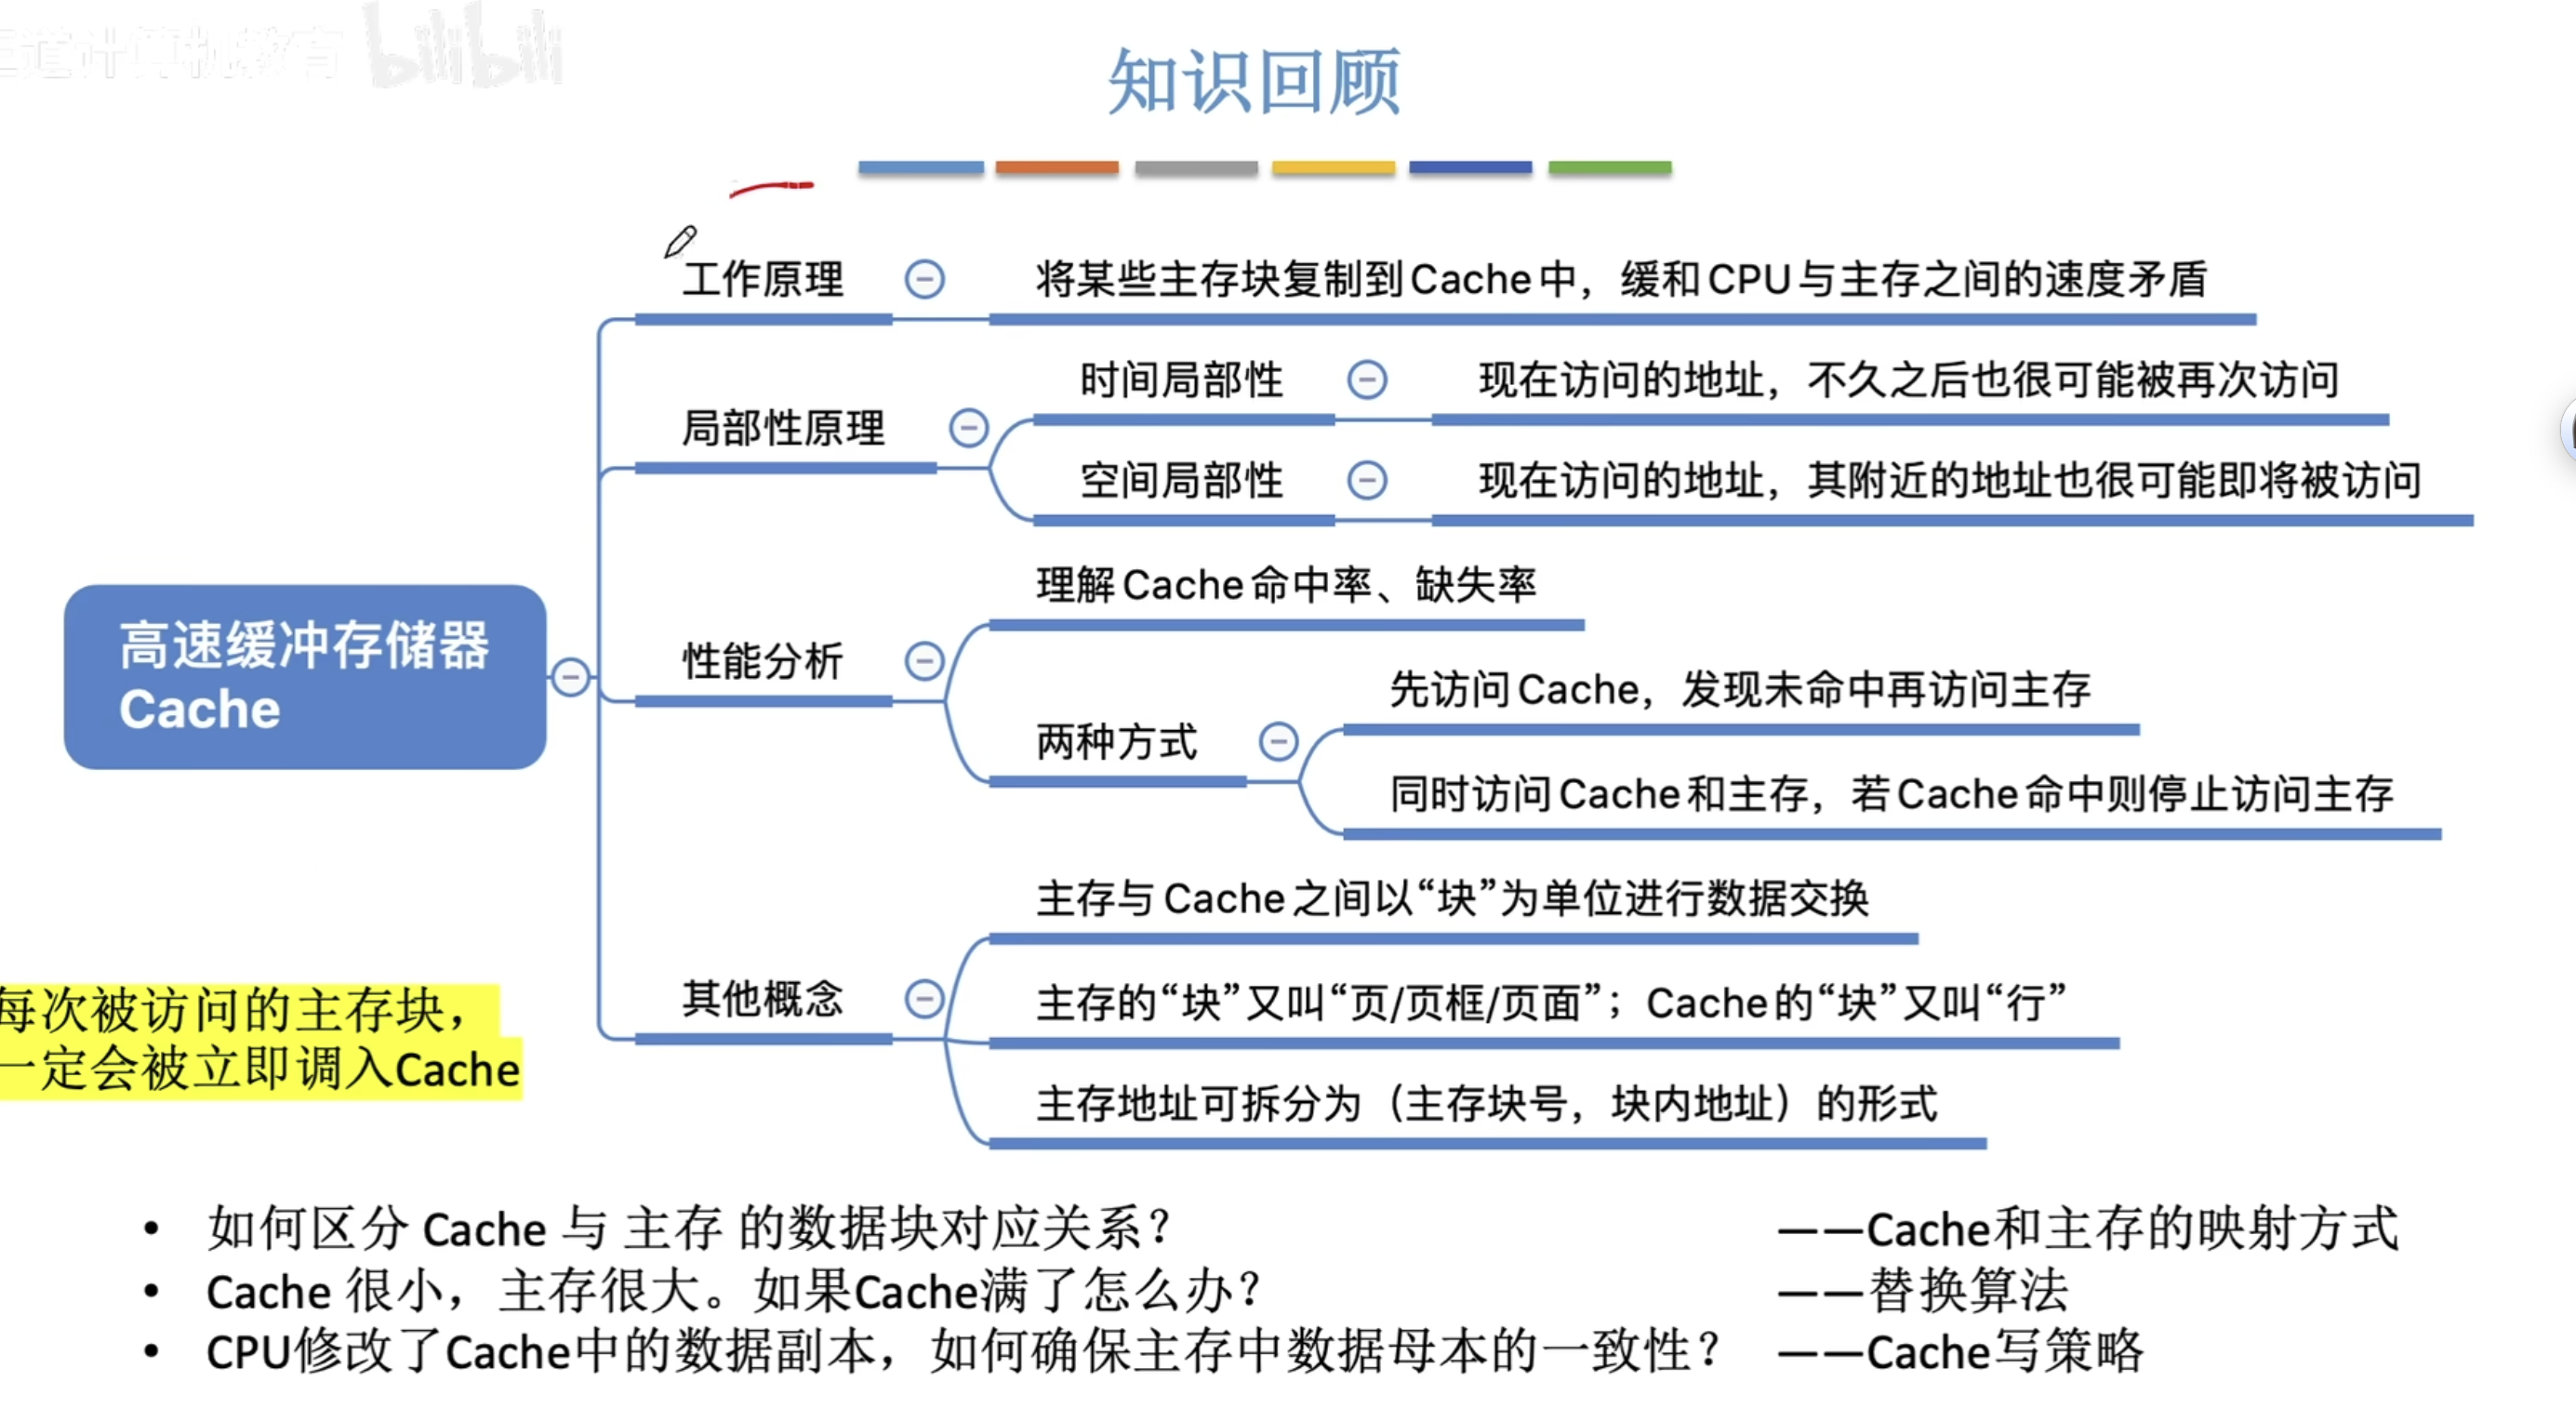 道计算机教育 bilibili
知识回顾
工作原理
将某些主存块复制到Cache中，缓和CPU与主存之间的速度矛盾
局部性原理
时间局部性
现在访问的地址，不久之后也很可能被再次访问
空间局部性
现在访问的地址，其附近的地址也很可能即将被访问
高速缓冲存储器
Cache
性能分析
理解Cache命中率、缺失率
两种方式
先访问Cache，发现未命中再访问主存
同时访问Cache和主存，若Cache命中则停止访问主存
其他概念
主存与Cache之间以“块”为单位进行数据交换
主存的“块”又叫“页/页框/页面”；Cache的“块”又叫“行”
主存地址可拆分为（主存块号，块内地址）的形式
每次被访问的主存块，
一定会被立即调入Cache
• 如何区分 Cache 与 主存 的数据块对应关系？ ——Cache和主存的映射方式
• Cache 很小，主存很大。如果Cache满了怎么办？ ——替换算法
• CPU修改了Cache中的数据副本，如何确保主存中数据母本的一致性？ ——Cache写策略